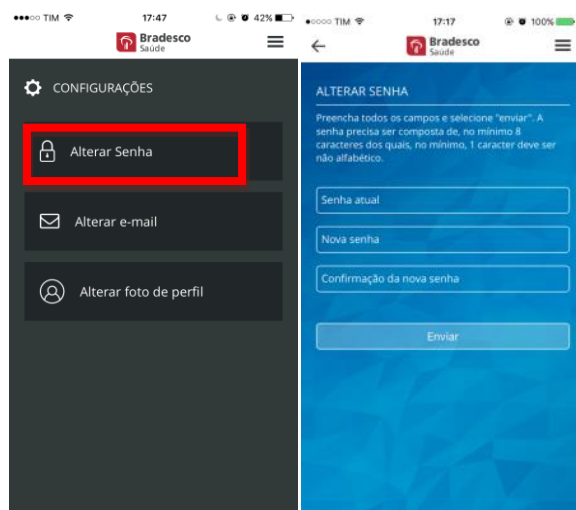 TIM 17:47 42%
Bradesco
Saúde
CONFIGURAÇÕES
Alterar Senha
Alterar e-mail
Alterar foto de perfil
TIM 17:17 100%
Bradesco
Saúde
ALTERAR SENHA
Preencha todos os campos e selecione "enviar". A
senha precisa ser composta de, no mínimo 8
caracteres dos quais, no mínimo, 1 caracter deve ser
não alfabético.
Senha atual
Nova senha
Confirmação da nova senha
Enviar